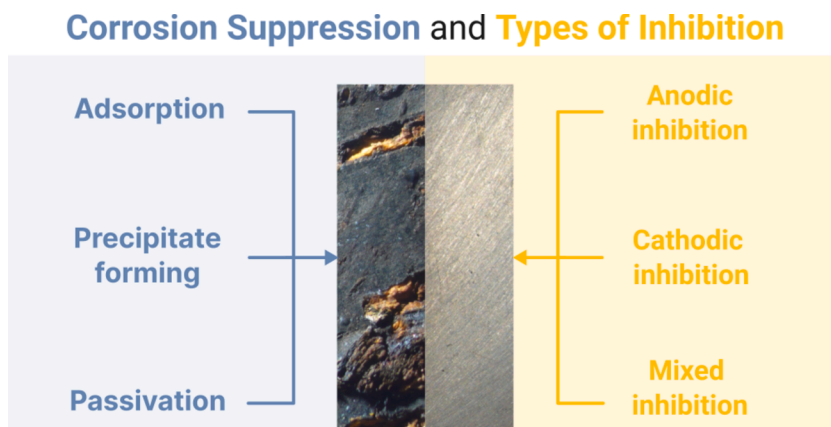 Corrosion Suppression and Types of Inhibition
Adsorption
Precipitate
forming
Passivation
Anodic
inhibition
Cathodic
inhibition
Mixed
inhibition